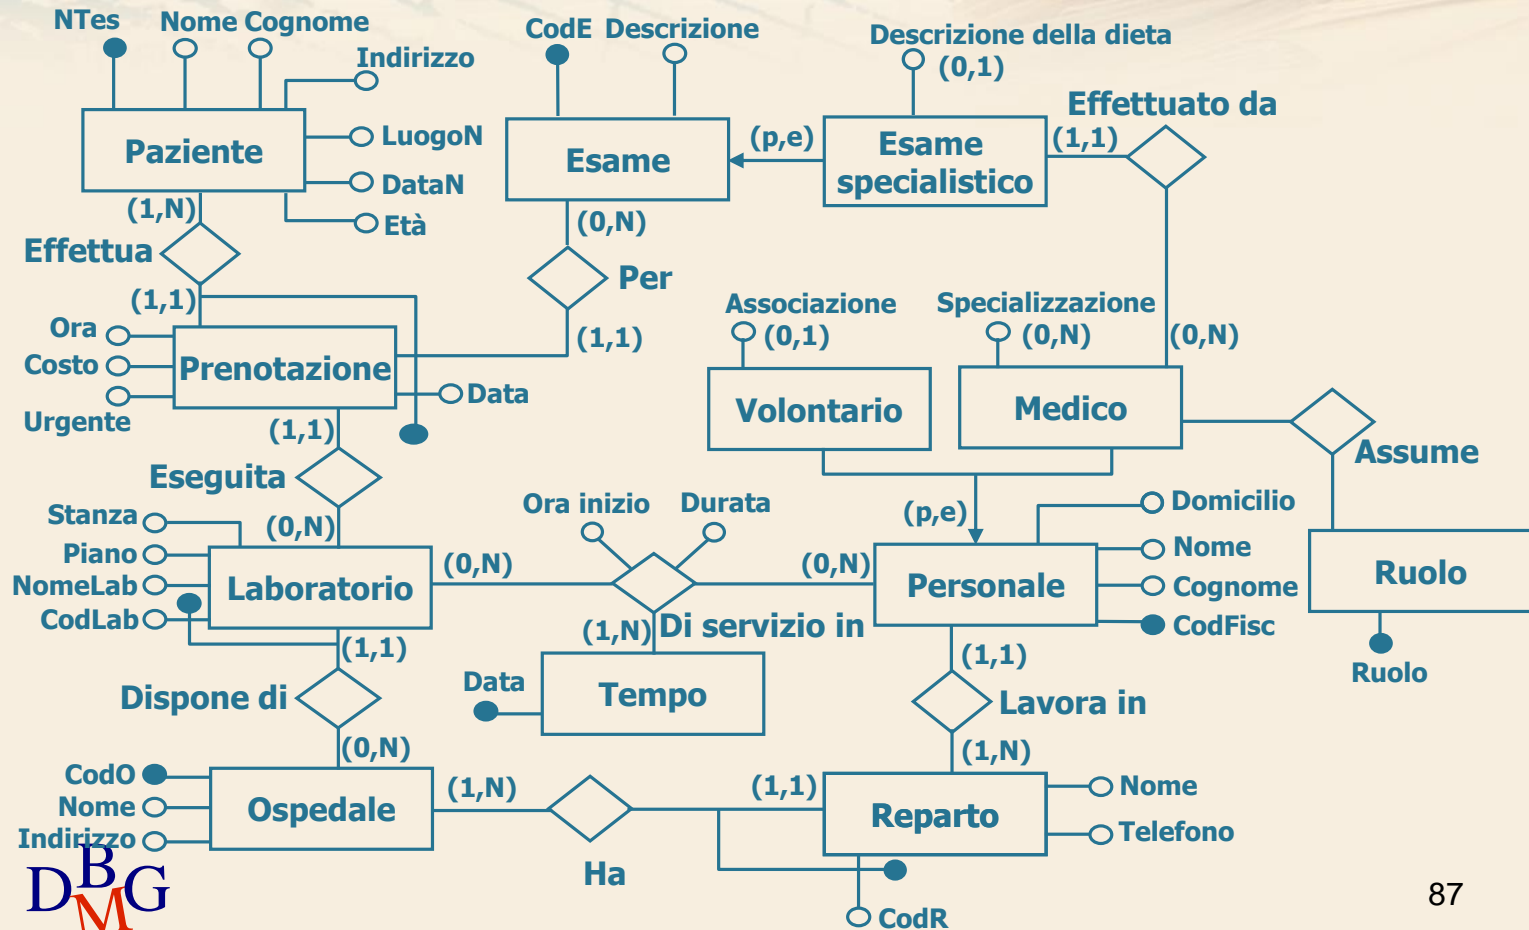 NTes
Nome Cognome
CodE Descrizione
Descrizione della dieta
(0,1)
Indirizzo
Effettuato da
Paziente
LuogoN
DataN
Età
Esame
(p,e)
Esame
specialistico
(1,1)
(1,N)
(0,N)
Effettua
Per
(1,1)
(1,1)
Ora
Costo
Urgente
Prenotazione
Data
Associazione
(0,1)
Specializzazione
(0,N)
(0,N)
Volontario
Medico
(1,1)
Assume
Eseguita
(0,N)
Stanza
Piano
NomeLab
CodLab
Laboratorio
(0,N)
Ora inizio
Durata
(0,N)
(p,e)
Personale
Domicilio
Nome
Cognome
CodFisc
Ruolo
Ruolo
(1,N)
Di servizio in
(1,1)
(1,1)
Dispone di
Data
Tempo
Lavora in
(0,N)
(1,N)
CodO
Nome
Indirizzo
Ospedale
(1,N)
Ha
(1,1)
Reparto
Nome
Telefono
CodR
DBMG
87